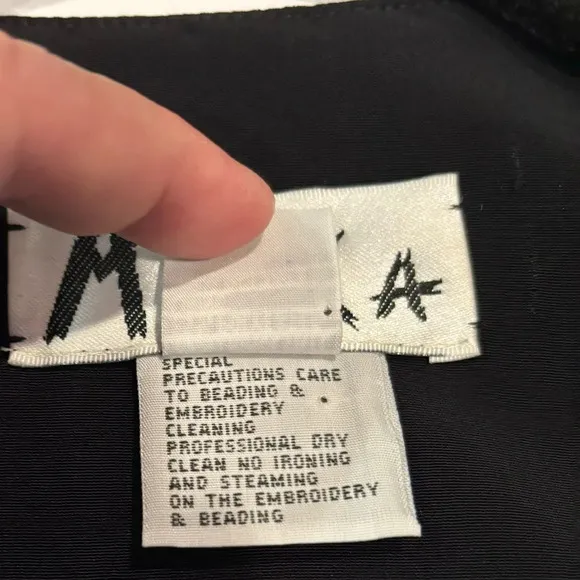 M A
SPECIAL
PRECAUTIONS CARE
TO BEADING &
EMBROIDERY
CLEANING
PROFESSIONAL DRY
CLEAN NO IRONING
AND STEAMING
ON THE EMBROIDERY
& BEADING